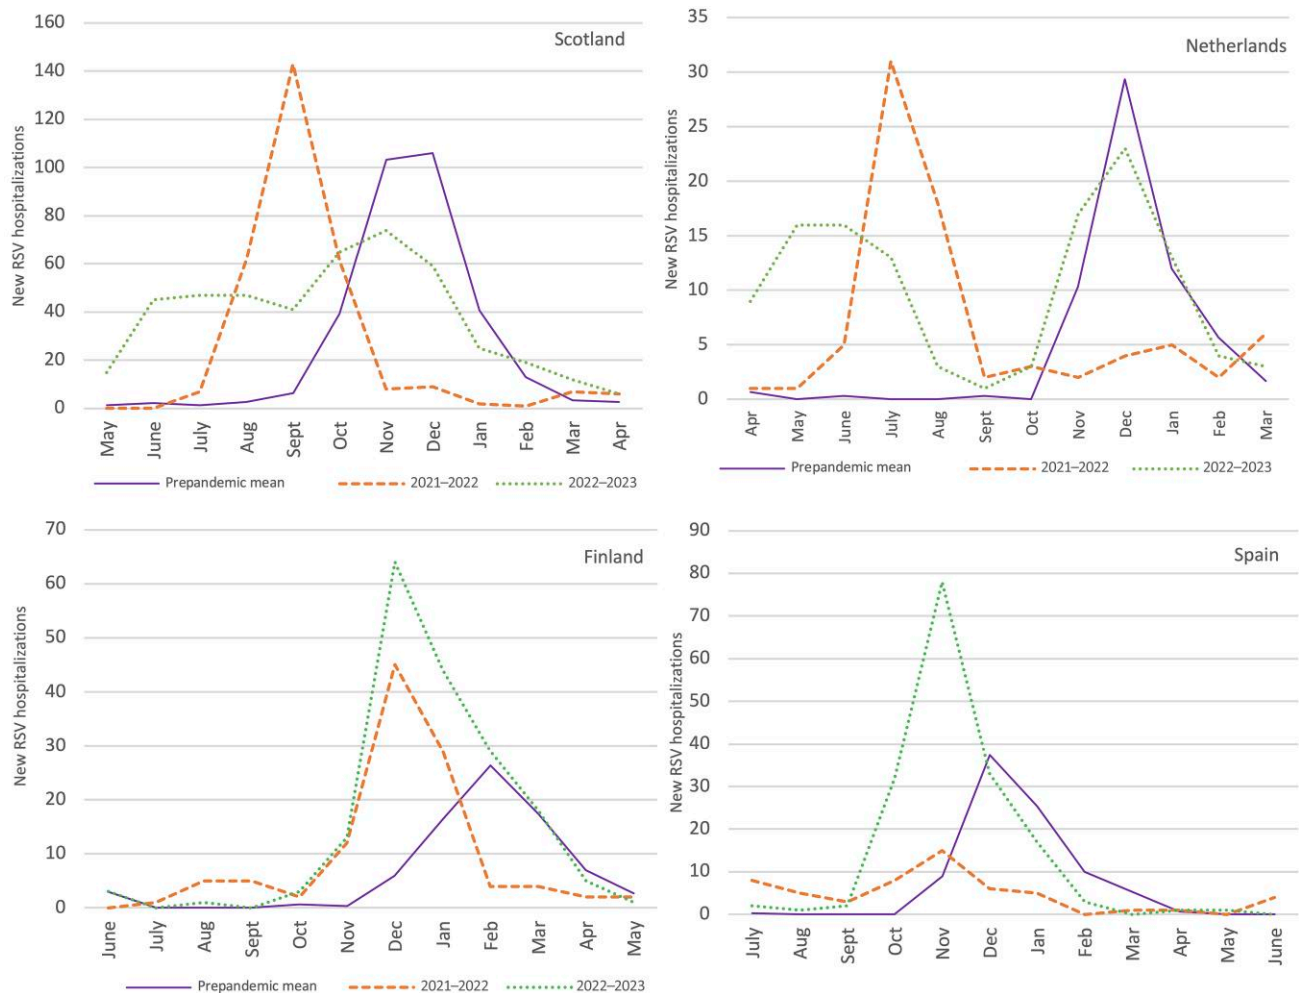 Scotland
New RSV hospitalizations
160
140
120
100
80
60
40
20
0
May June July Aug Sept Oct Nov Dec Jan Feb Mar Apr
Prepandemic mean 2021–2022 2022–2023
Netherlands
New RSV hospitalizations
35
30
25
20
15
10
5
0
Apr May June July Aug Sept Oct Nov Dec Jan Feb Mar
Prepandemic mean 2021–2022 2022–2023
Finland
New RSV hospitalizations
70
60
50
40
30
20
10
0
June July Aug Sept Oct Nov Dec Jan Feb Mar Apr May
Prepandemic mean 2021–2022 2022–2023
Spain
New RSV hospitalizations
90
80
70
60
50
40
30
20
10
0
July Aug Sept Oct Nov Dec Jan Feb Mar Apr May June